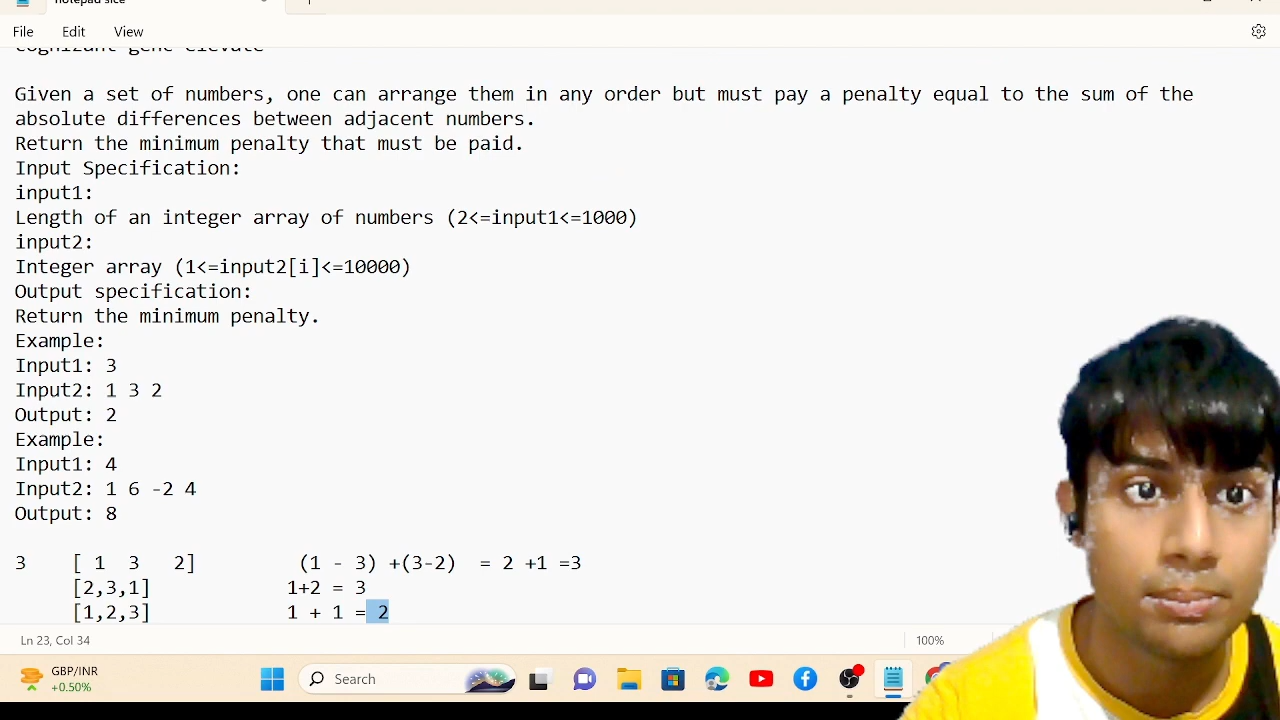 notepad slice
File Edit View
cognizant genc elevate
Given a set of numbers, one can arrange them in any order but must pay a penalty equal to the sum of the
absolute differences between adjacent numbers.
Return the minimum penalty that must be paid.
Input Specification:
input1:
Length of an integer array of numbers (2<=input1<=1000)
input2:
Integer array (1<=input2[i]<=10000)
Output specification:
Return the minimum penalty.
Example:
Input1: 3
Input2: 1 3 2
Output: 2
Example:
Input1: 4
Input2: 1 6 -2 4
Output: 8
3 [ 1 3 2] (1 - 3) +(3-2) = 2 +1 =3
[2,3,1] 1+2 = 3
[1,2,3] 1 + 1 = 2
Ln 23, Col 34 100%
GBP/INR
+0.50%
Search